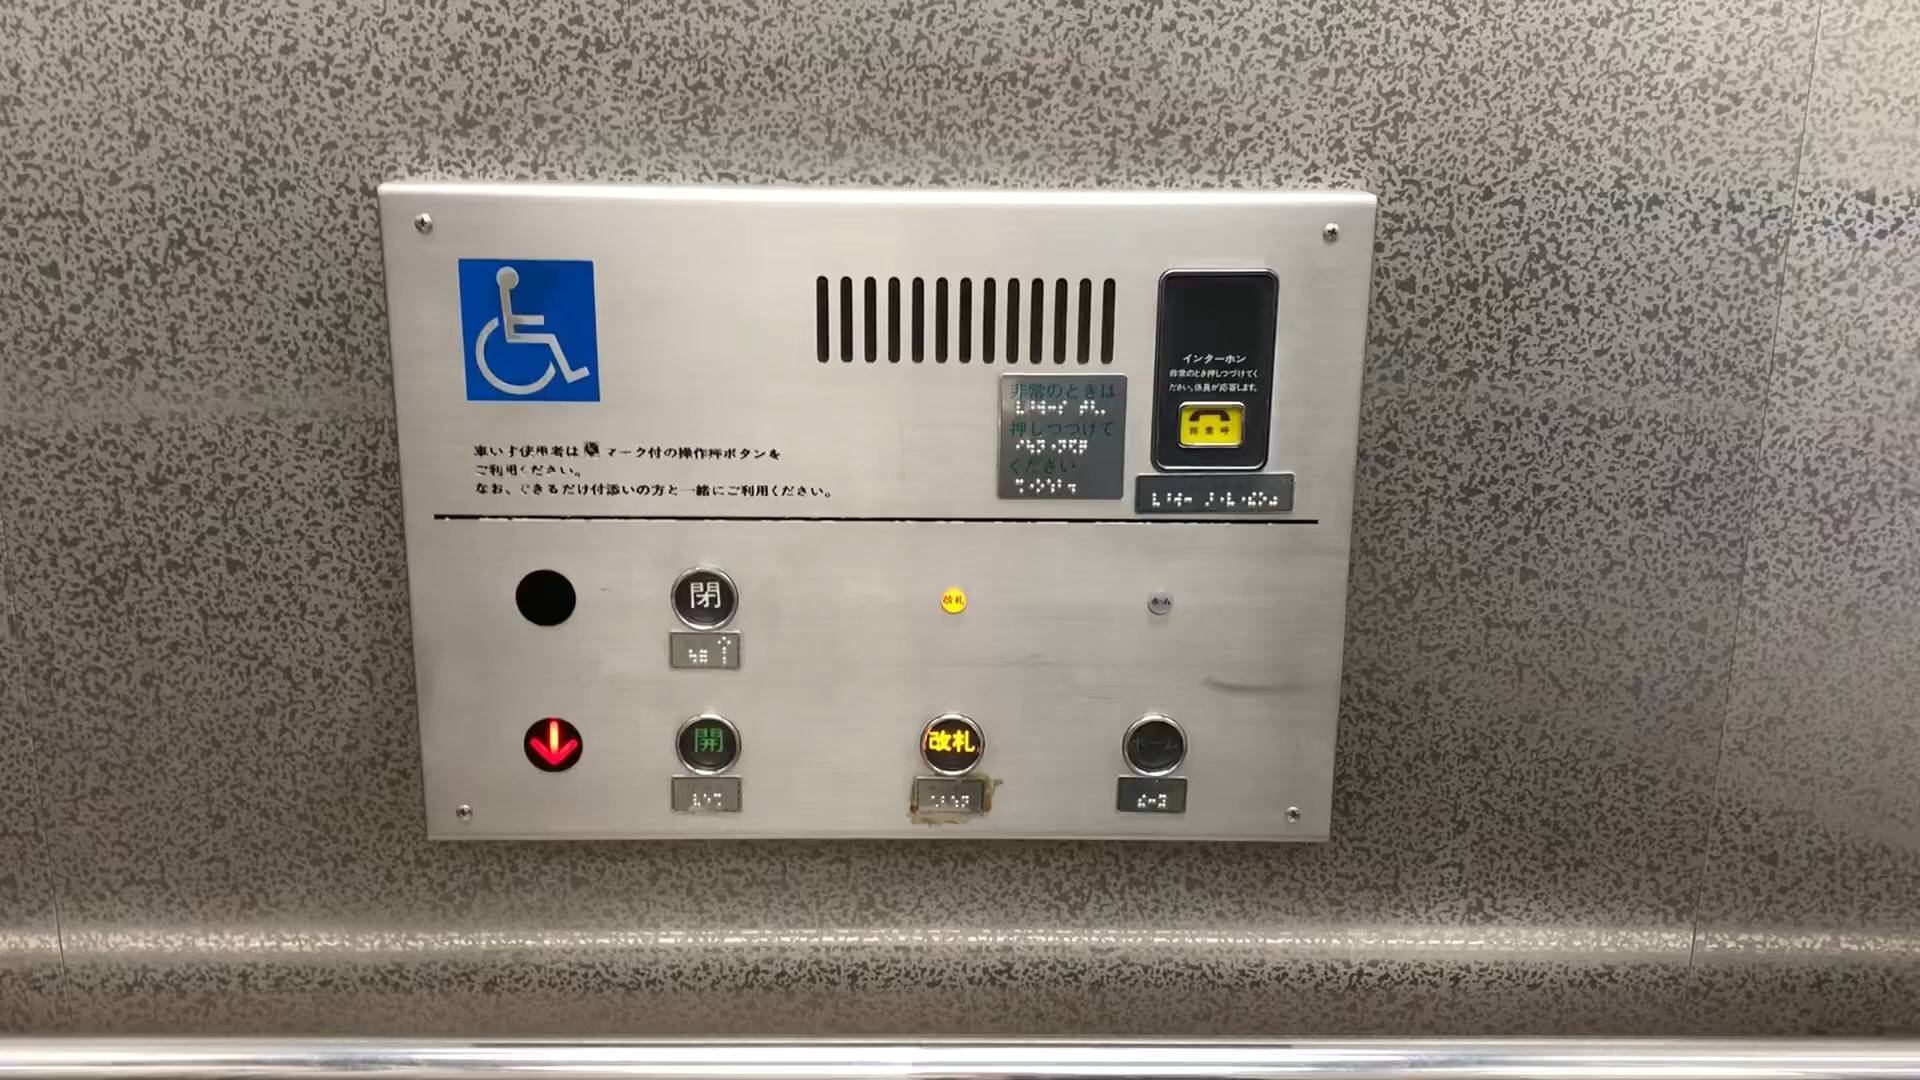 インターホン
非常のとき押しつづけてく
ださい。係員が応答します。
非常呼
非常のときは
押しつづけて
ください
車いす使用者は マーク付の操作用ボタンを
ご利用ください。
なお、できるだけ付添いの方と一緒にご利用ください。
閉
改札
ホーム
開
改札
ホーム